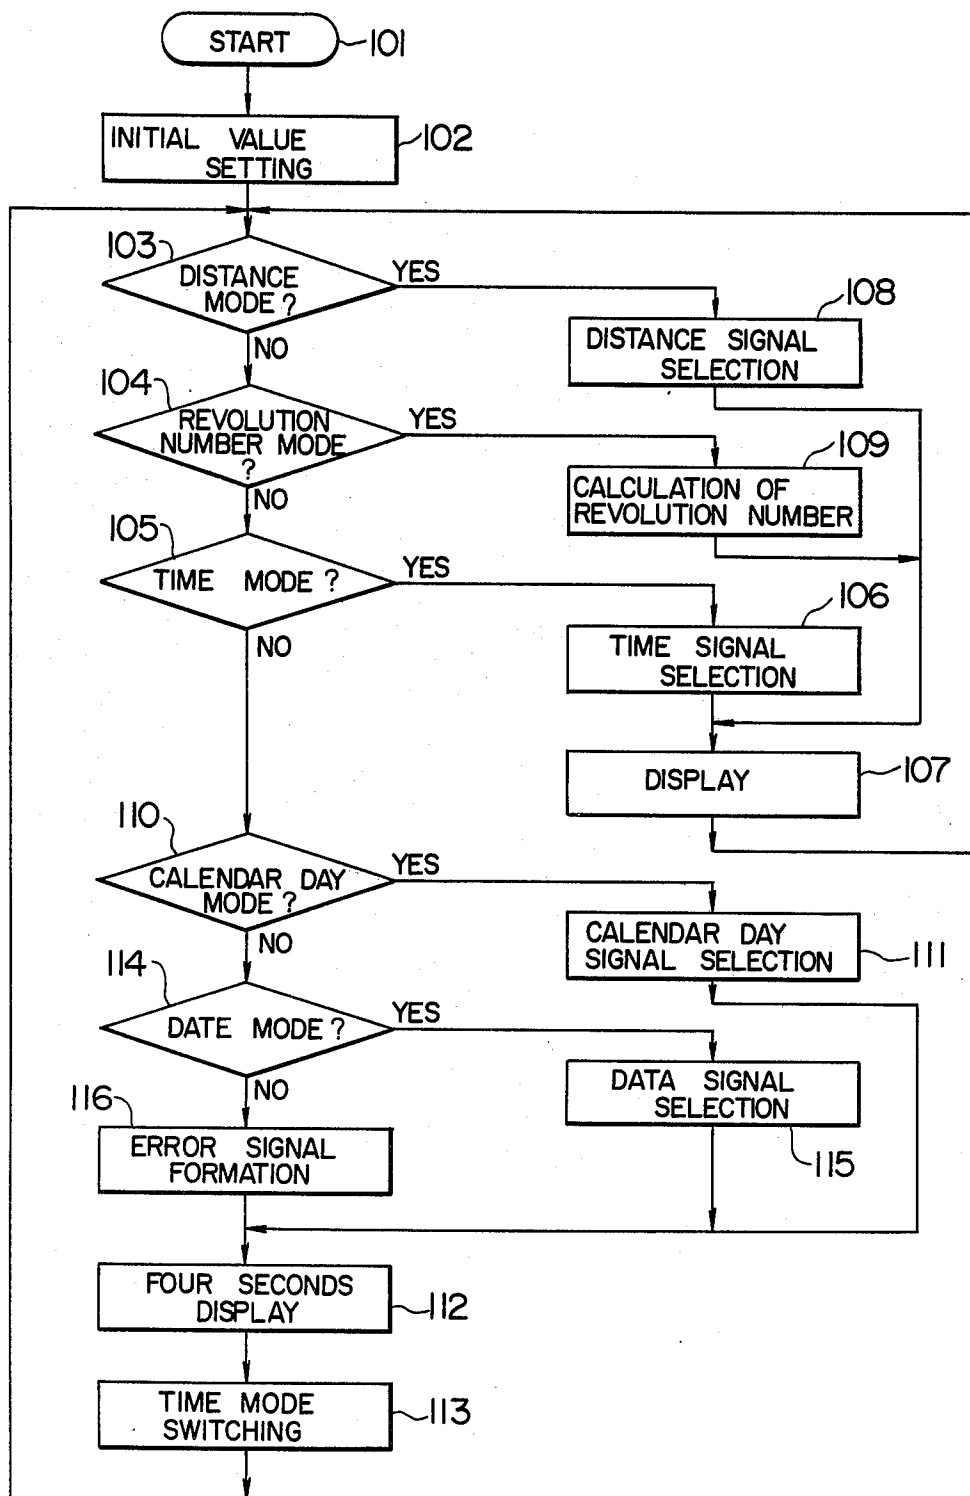 START
101
INITIAL VALUE
SETTING
102
103
DISTANCE
MODE ?
YES
NO
108
DISTANCE SIGNAL
SELECTION
104
REVOLUTION
NUMBER MODE
?
YES
NO
109
CALCULATION OF
REVOLUTION NUMBER
105
TIME MODE ?
YES
NO
106
TIME SIGNAL
SELECTION
DISPLAY
107
110
CALENDAR DAY
MODE ?
YES
NO
CALENDAR DAY
SIGNAL SELECTION
111
114
DATE MODE ?
YES
NO
DATA SIGNAL
SELECTION
115
116
ERROR SIGNAL
FORMATION
FOUR SECONDS
DISPLAY
112
TIME MODE
SWITCHING
113